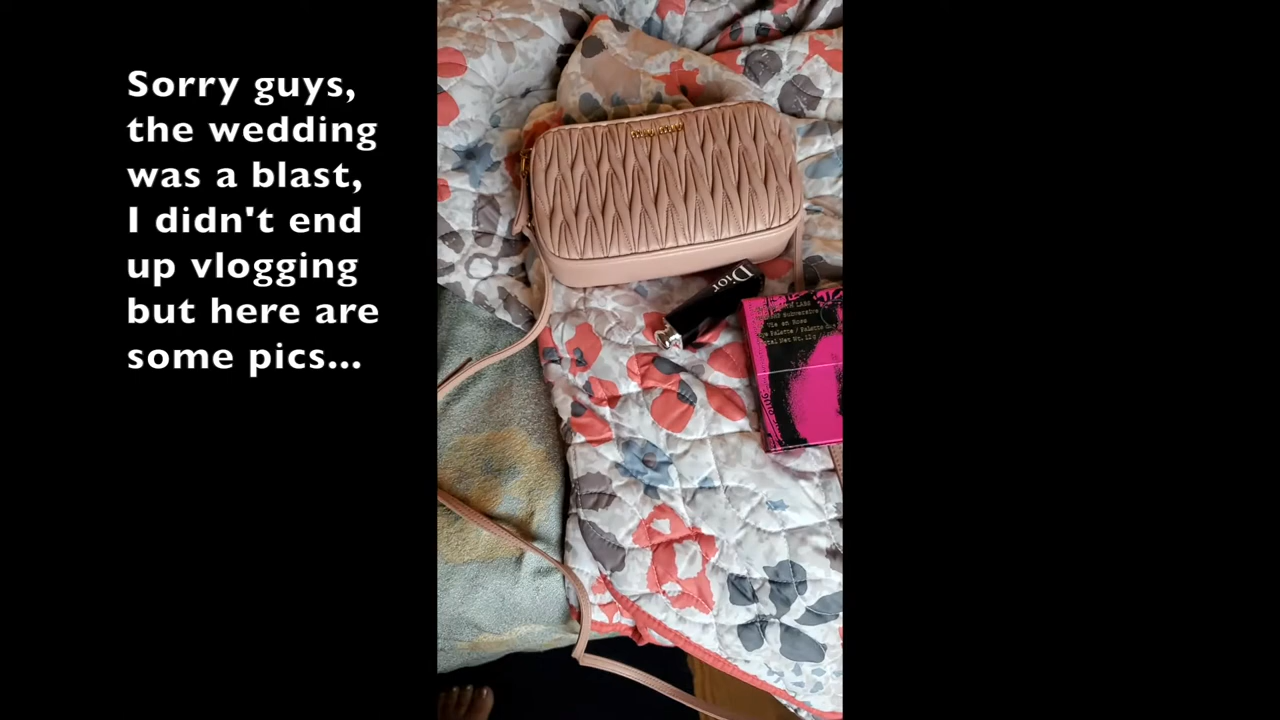 Sorry guys,
the wedding
was a blast,
I didn't end
up vlogging
but here are
some pics...
Dior